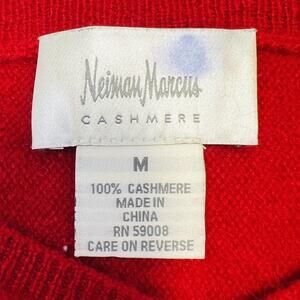 Neiman Marcus
CASHMERE
M
100% CASHMERE
MADE IN
CHINA
RN 59008
CARE ON REVERSE